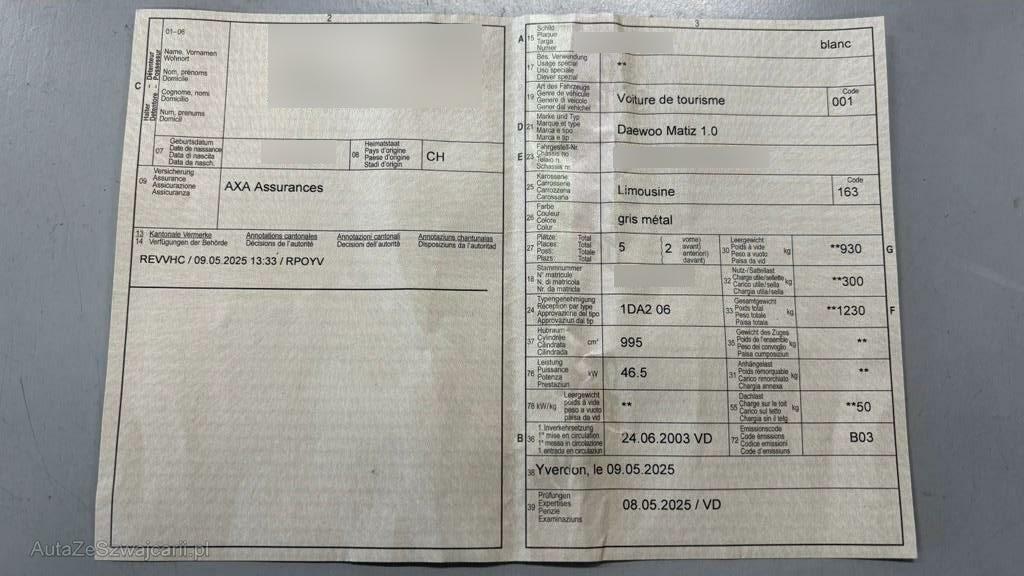 2
01-06
Halter Détenteur
Detentore Possessur
C
Name, Vornamen
Wohnort
Nom, prénoms
Domicile
Cognome, nomi
Domicilio
Num, prenums
Domicil
07
Geburtsdatum
Date de naissance
Data di nascita
Data da nasch.
08
Heimatstaat
Pays d'origine
Paese d'origine
Stadi d'origin
CH
09
Versicherung
Assurance
Assicurazione
Assicuranza
AXA Assurances
13 Kantonale Vermerke Annotations cantonales Annotazioni cantonali Annotaziuns chantunalas
14 Verfügungen der Behörde Décisions de l'autorité Decisioni dell'autorità Disposiziuns da l'autoritad
REVVHC / 09.05.2025 13:33 / RPOYV
3
A 15
Schild
Plaque
Targa
Numer
blanc
17
Bes. Verwendung
Usage spécial
Uso speciale
Diever spezial
**
19
Art des Fahrzeugs
Genre de véhicule
Genere di veicolo
Gener dal vehichel
Voiture de tourisme
Code
001
D 21
Marke und Typ
Marque et type
Marca e tipo
Marca e tip
Daewoo Matiz 1.0
E 23
Fahrgestell-Nr.
Châssis no
Telaio n.
Schassis nr.
25
Karosserie
Carrosserie
Carrozzeria
Carossaria
Limousine
Code
163
26
Farbe
Couleur
Colore
Colur
gris métal
27
Plätze: Total
Places: Total
Posti: Totale
Plazs: Total
5
2
vorne)
avant)
anteriori)
davant)
30
Leergewicht
Poids à vide
Peso a vuoto
Paisa da vid
kg
**930
G
18
Stammnummer
N° matricule
N. di matricola
Nr. da matricla
32
Nutz-/Sattellast
Charge utile/sellette
Carico utile/sella
Chargia utila/sella
kg
**300
24
Typengenehmigung
Réception par type
Approvazione del tipo
Approvaziun dal tip
1DA2 06
33
Gesamtgewicht
Poids total
Peso totale
Paisa totala
kg
**1230
F
37
Hubraum
Cylindrée
Cilindrata
Cilindrada
cm³
995
35
Gewicht des Zuges
Poids de l'ensemble
Peso del convoglio
Paisa cumposiziun
kg
**
76
Leistung
Puissance
Potenza
Prestaziun
kW
46.5
31
Anhängelast
Poids remorquable
Carico rimorchiato
Chargia annexa
kg
**
78 kW/kg
Leergewicht
poids à vide
peso a vuoto
paisa da vid
**
55
Dachlast
Charge sur le toit
Carico sul tetto
Chargia sin il tetg
kg
**50
B 36
1. Inverkehrsetzung
1re mise en circulation
1a messa in circolazione
1. entrada en circulaziun
24.06.2003 VD
72
Emissionscode
Code émissions
Codice emissioni
Code d'emissiuns
B03
38
Yverdon, le 09.05.2025
39
Prüfungen
Expertises
Perizie
Examinaziuns
08.05.2025 / VD
AutaZeSzwajcarii.pl